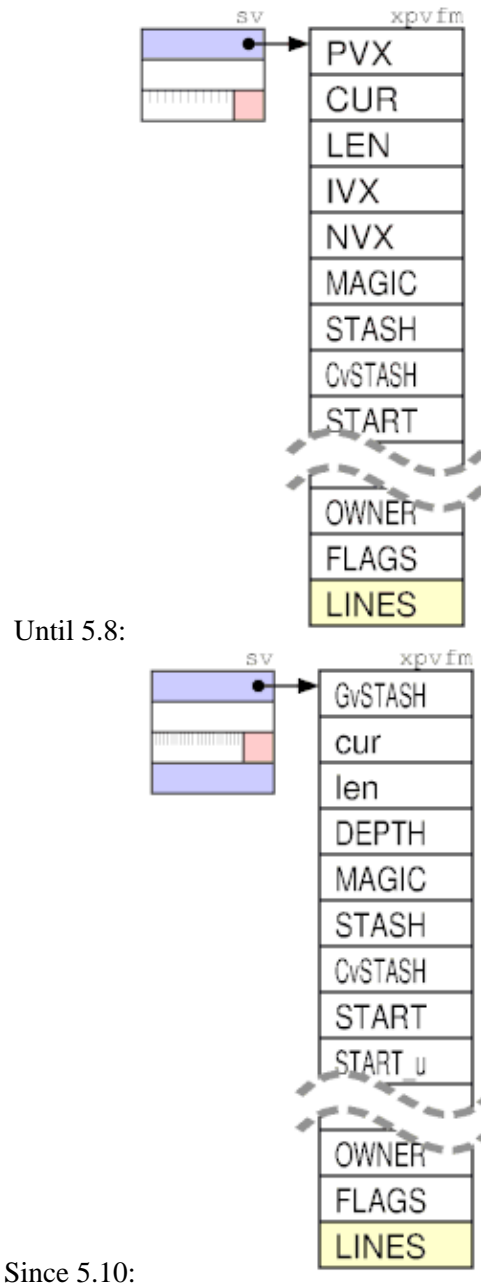 sv xpvfm
PVX
CUR
LEN
IVX
NVX
MAGIC
STASH
CvSTASH
START
OWNER
FLAGS
LINES
Until 5.8:
sv xpvfm
GvSTASH
cur
len
DEPTH
MAGIC
STASH
CvSTASH
START
START_u
OWNER
FLAGS
LINES
Since 5.10: